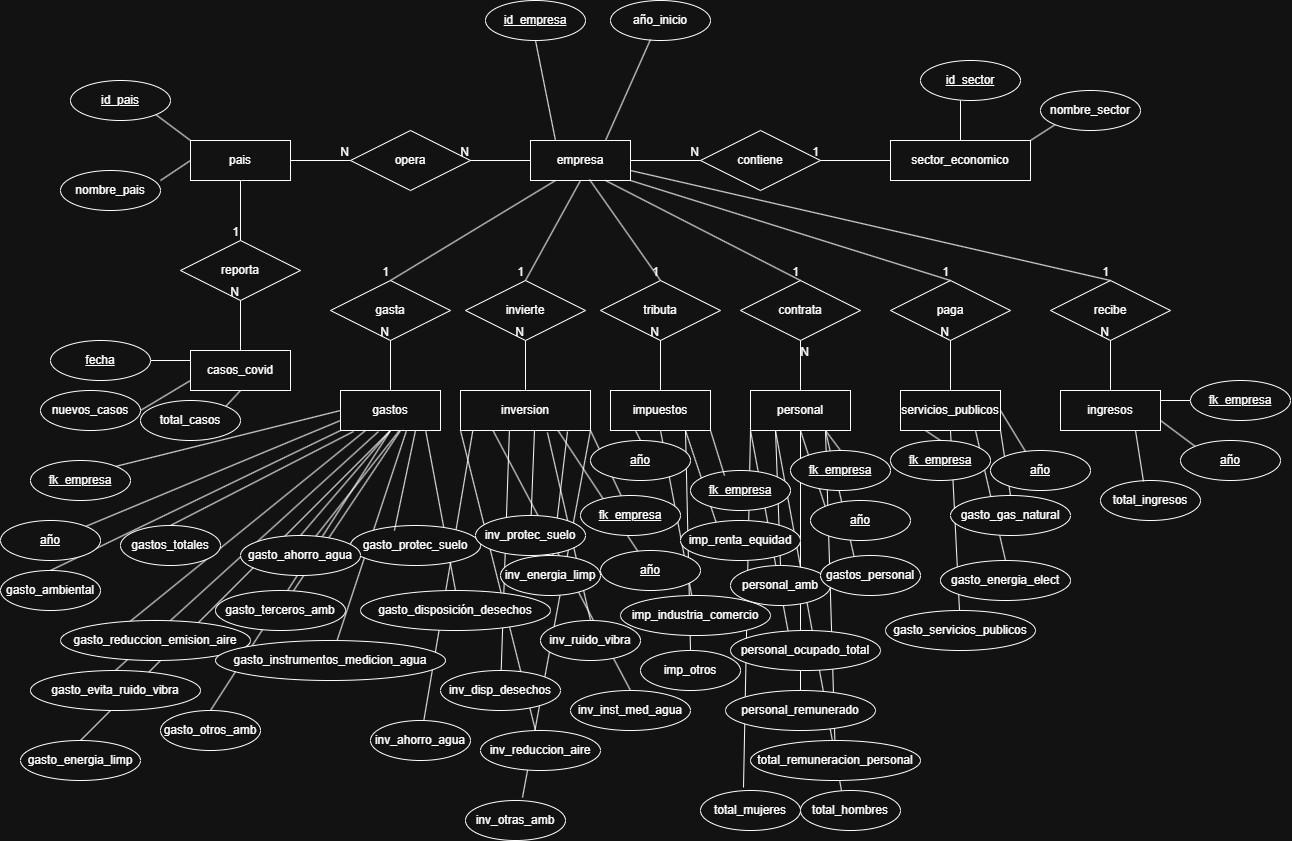 id_empresa
año_inicio
id_pais
id_sector
nombre_sector
pais
N
opera
N
empresa
N
contiene
1
sector_economico
nombre_pais
1
reporta
N
1
gasta
N
1
invierte
N
1
tributa
N
1
contrata
N
1
paga
N
1
recibe
N
fecha
casos_covid
nuevos_casos
total_casos
gastos
inversion
impuestos
personal
servicios_publicos
ingresos
fk_empresa
año
total_ingresos
fk_empresa
año
gastos_totales
gasto_ambiental
gasto_ahorro_agua
gasto_protec_suelo
gasto_terceros_amb
gasto_disposición_desechos
gasto_reduccion_emision_aire
gasto_instrumentos_medicion_agua
gasto_evita_ruido_vibra
gasto_otros_amb
gasto_energia_limp
año
fk_empresa
inv_protec_suelo
inv_energia_limp
año
inv_ruido_vibra
inv_disp_desechos
inv_inst_med_agua
inv_ahorro_agua
inv_reduccion_aire
inv_otras_amb
fk_empresa
imp_renta_equidad
imp_industria_comercio
imp_otros
fk_empresa
año
gastos_personal
personal_amb
personal_ocupado_total
personal_remunerado
total_remuneracion_personal
total_mujeres
total_hombres
fk_empresa
año
gasto_gas_natural
gasto_energia_elect
gasto_servicios_publicos